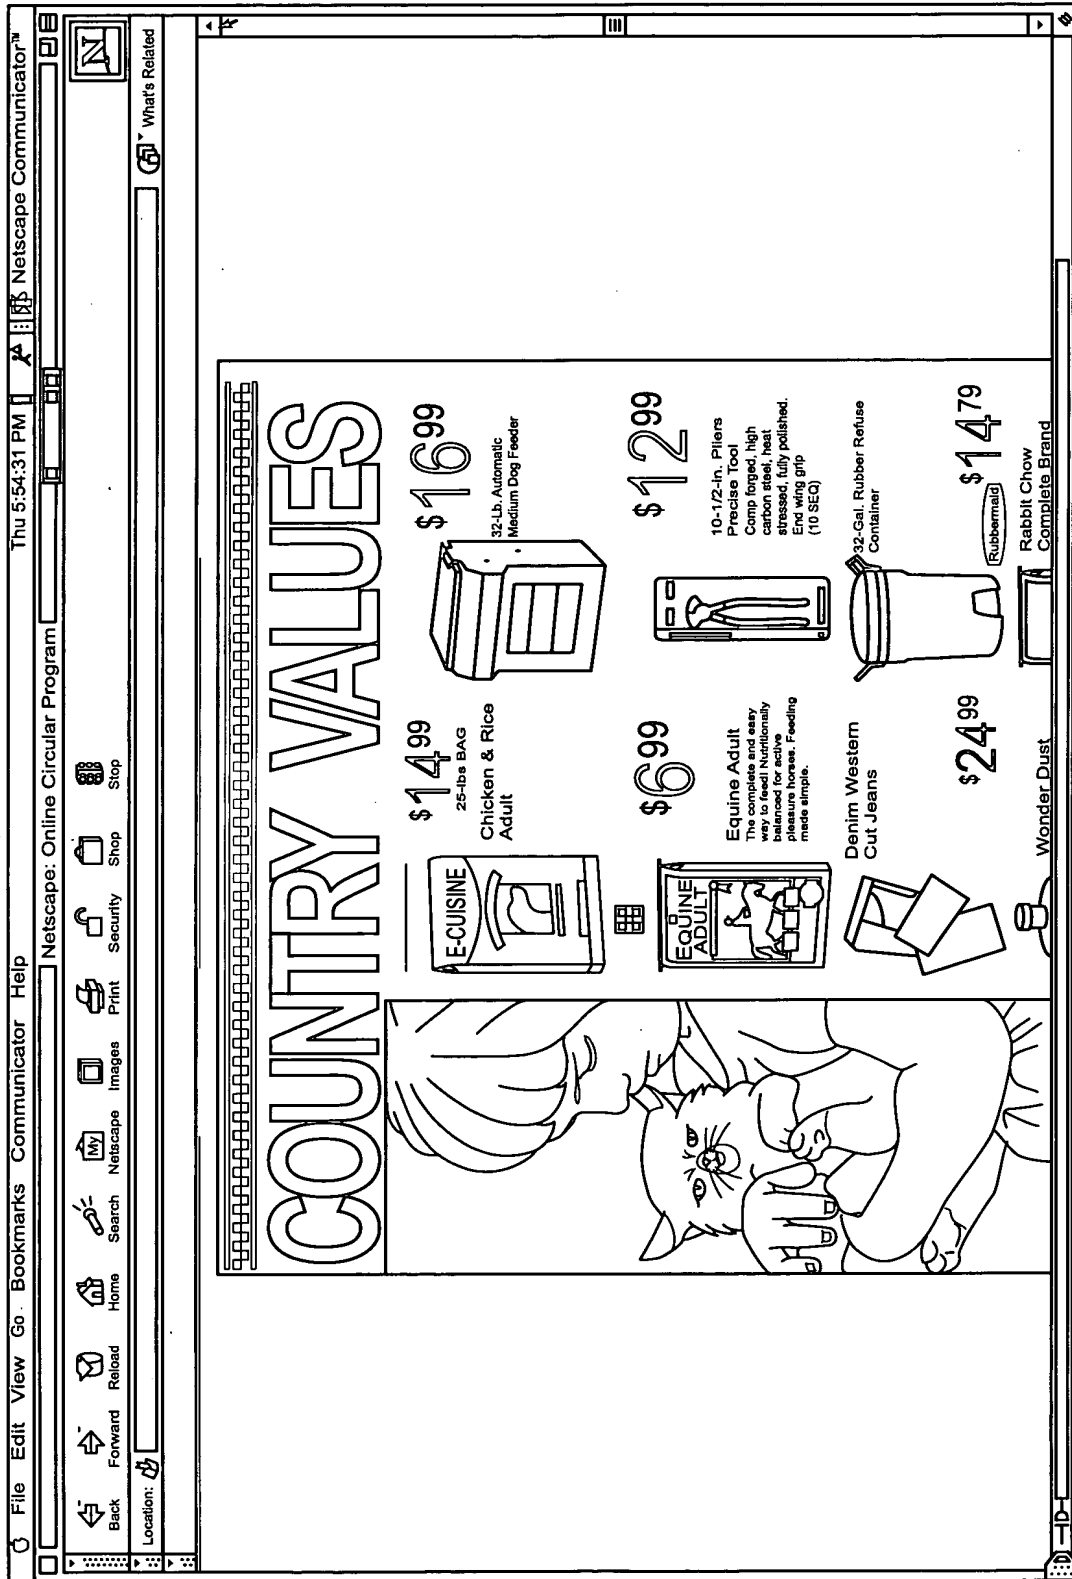 File Edit View Go Bookmarks Communicator Help
Thu 5:54:31 PM
Netscape Communicator™
Netscape: Online Circular Program
Back Forward Reload Home Search Netscape Images Print Security Shop Stop
My
N
Location:
What's Related
COUNTRY VALUES
E-CUISINE
$14 99
25-lbs BAG
Chicken & Rice
Adult
$16 99
32-Lb. Automatic
Medium Dog Feeder
EQUINE
ADULT
$6 99
Equine Adult
The complete and easy
way to feed! Nutritionally
balanced for active
pleasure horses. Feeding
made simple.
$12 99
10-1/2-in. Pliers
Precise Tool
Comp forged, high
carbon steel, heat
stressed, fully polished.
End wing grip
(10 SEQ)
Denim Western
Cut Jeans
$24 99
32-Gal. Rubber Refuse
Container
Rubbermaid
$14 79
Wonder Dust
Rabbit Chow
Complete Brand